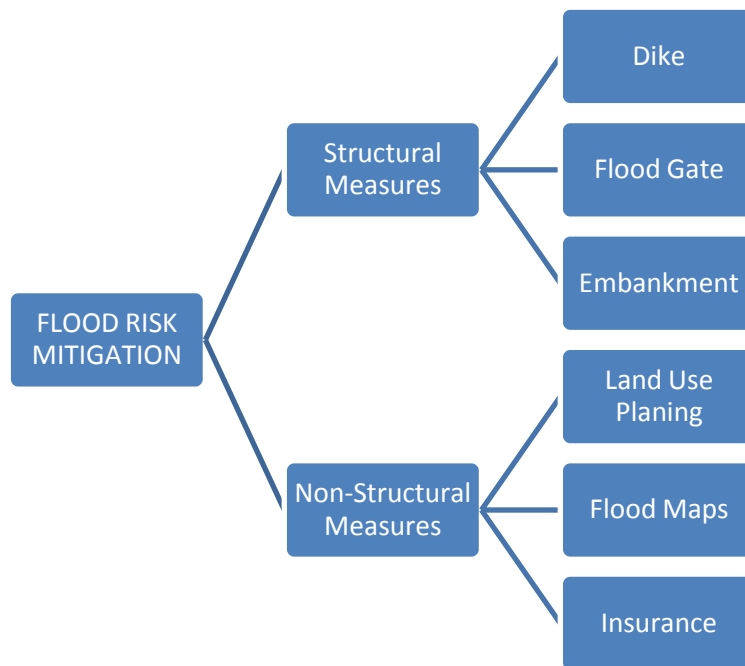 FLOOD RISK
MITIGATION
Structural
Measures
Dike
Flood Gate
Embankment
Non-Structural
Measures
Land Use
Planing
Flood Maps
Insurance